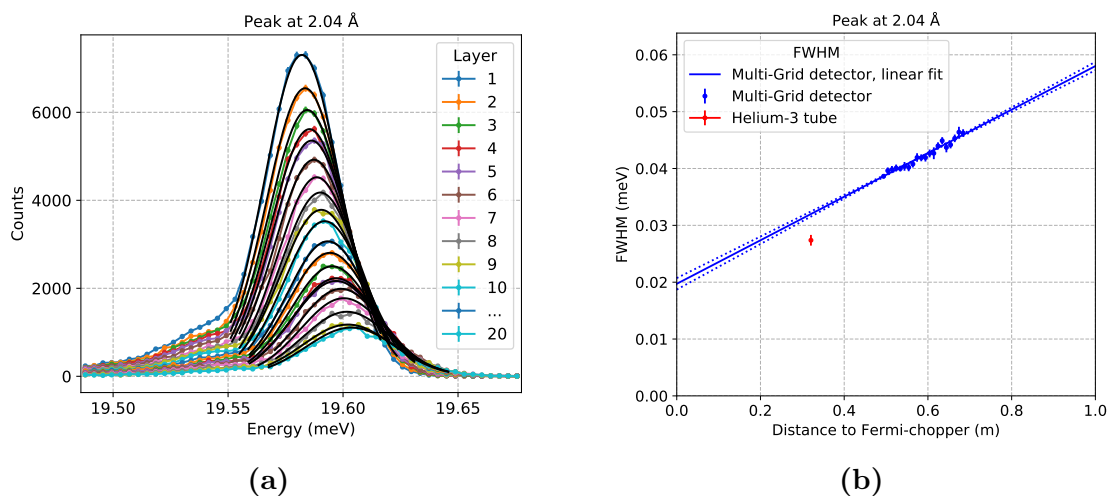 Peak at 2.04 Å
Counts
6000
4000
2000
0
19.50
19.55
19.60
19.65
Energy (meV)
Layer
1
2
3
4
5
6
7
8
9
10
...
20
(a)
Peak at 2.04 Å
FWHM (meV)
0.06
0.05
0.04
0.03
0.02
0.01
0.00
0.0
0.2
0.4
0.6
0.8
1.0
Distance to Fermi-chopper (m)
FWHM
Multi-Grid detector, linear fit
Multi-Grid detector
Helium-3 tube
(b)